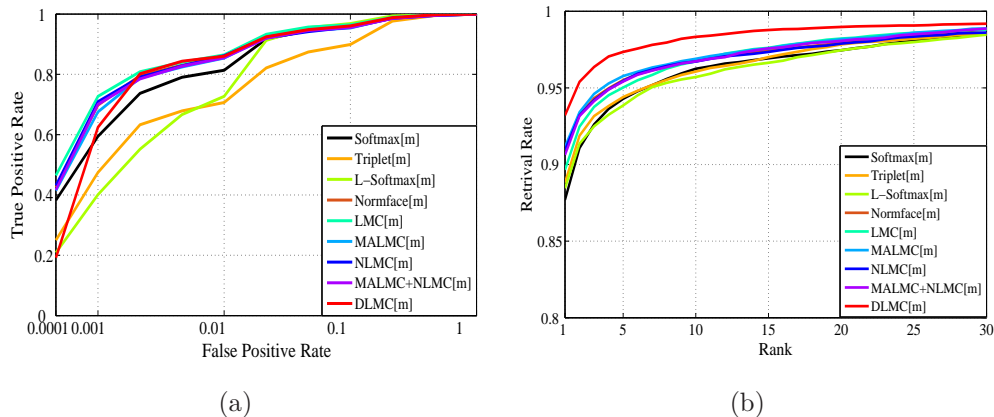 True Positive Rate
1
0.8
0.6
0.4
0.2
0
0.0001
0.001
0.01
0.1
1
False Positive Rate
Softmax[m]
Triplet[m]
L-Softmax[m]
Normface[m]
LMC[m]
MALMC[m]
NLMC[m]
MALMC+NLMC[m]
DLMC[m]
(a)
Retrival Rate
1
0.95
0.9
0.85
0.8
1
5
10
15
20
25
30
Rank
Softmax[m]
Triplet[m]
L-Softmax[m]
Normface[m]
LMC[m]
MALMC[m]
NLMC[m]
MALMC+NLMC[m]
DLMC[m]
(b)